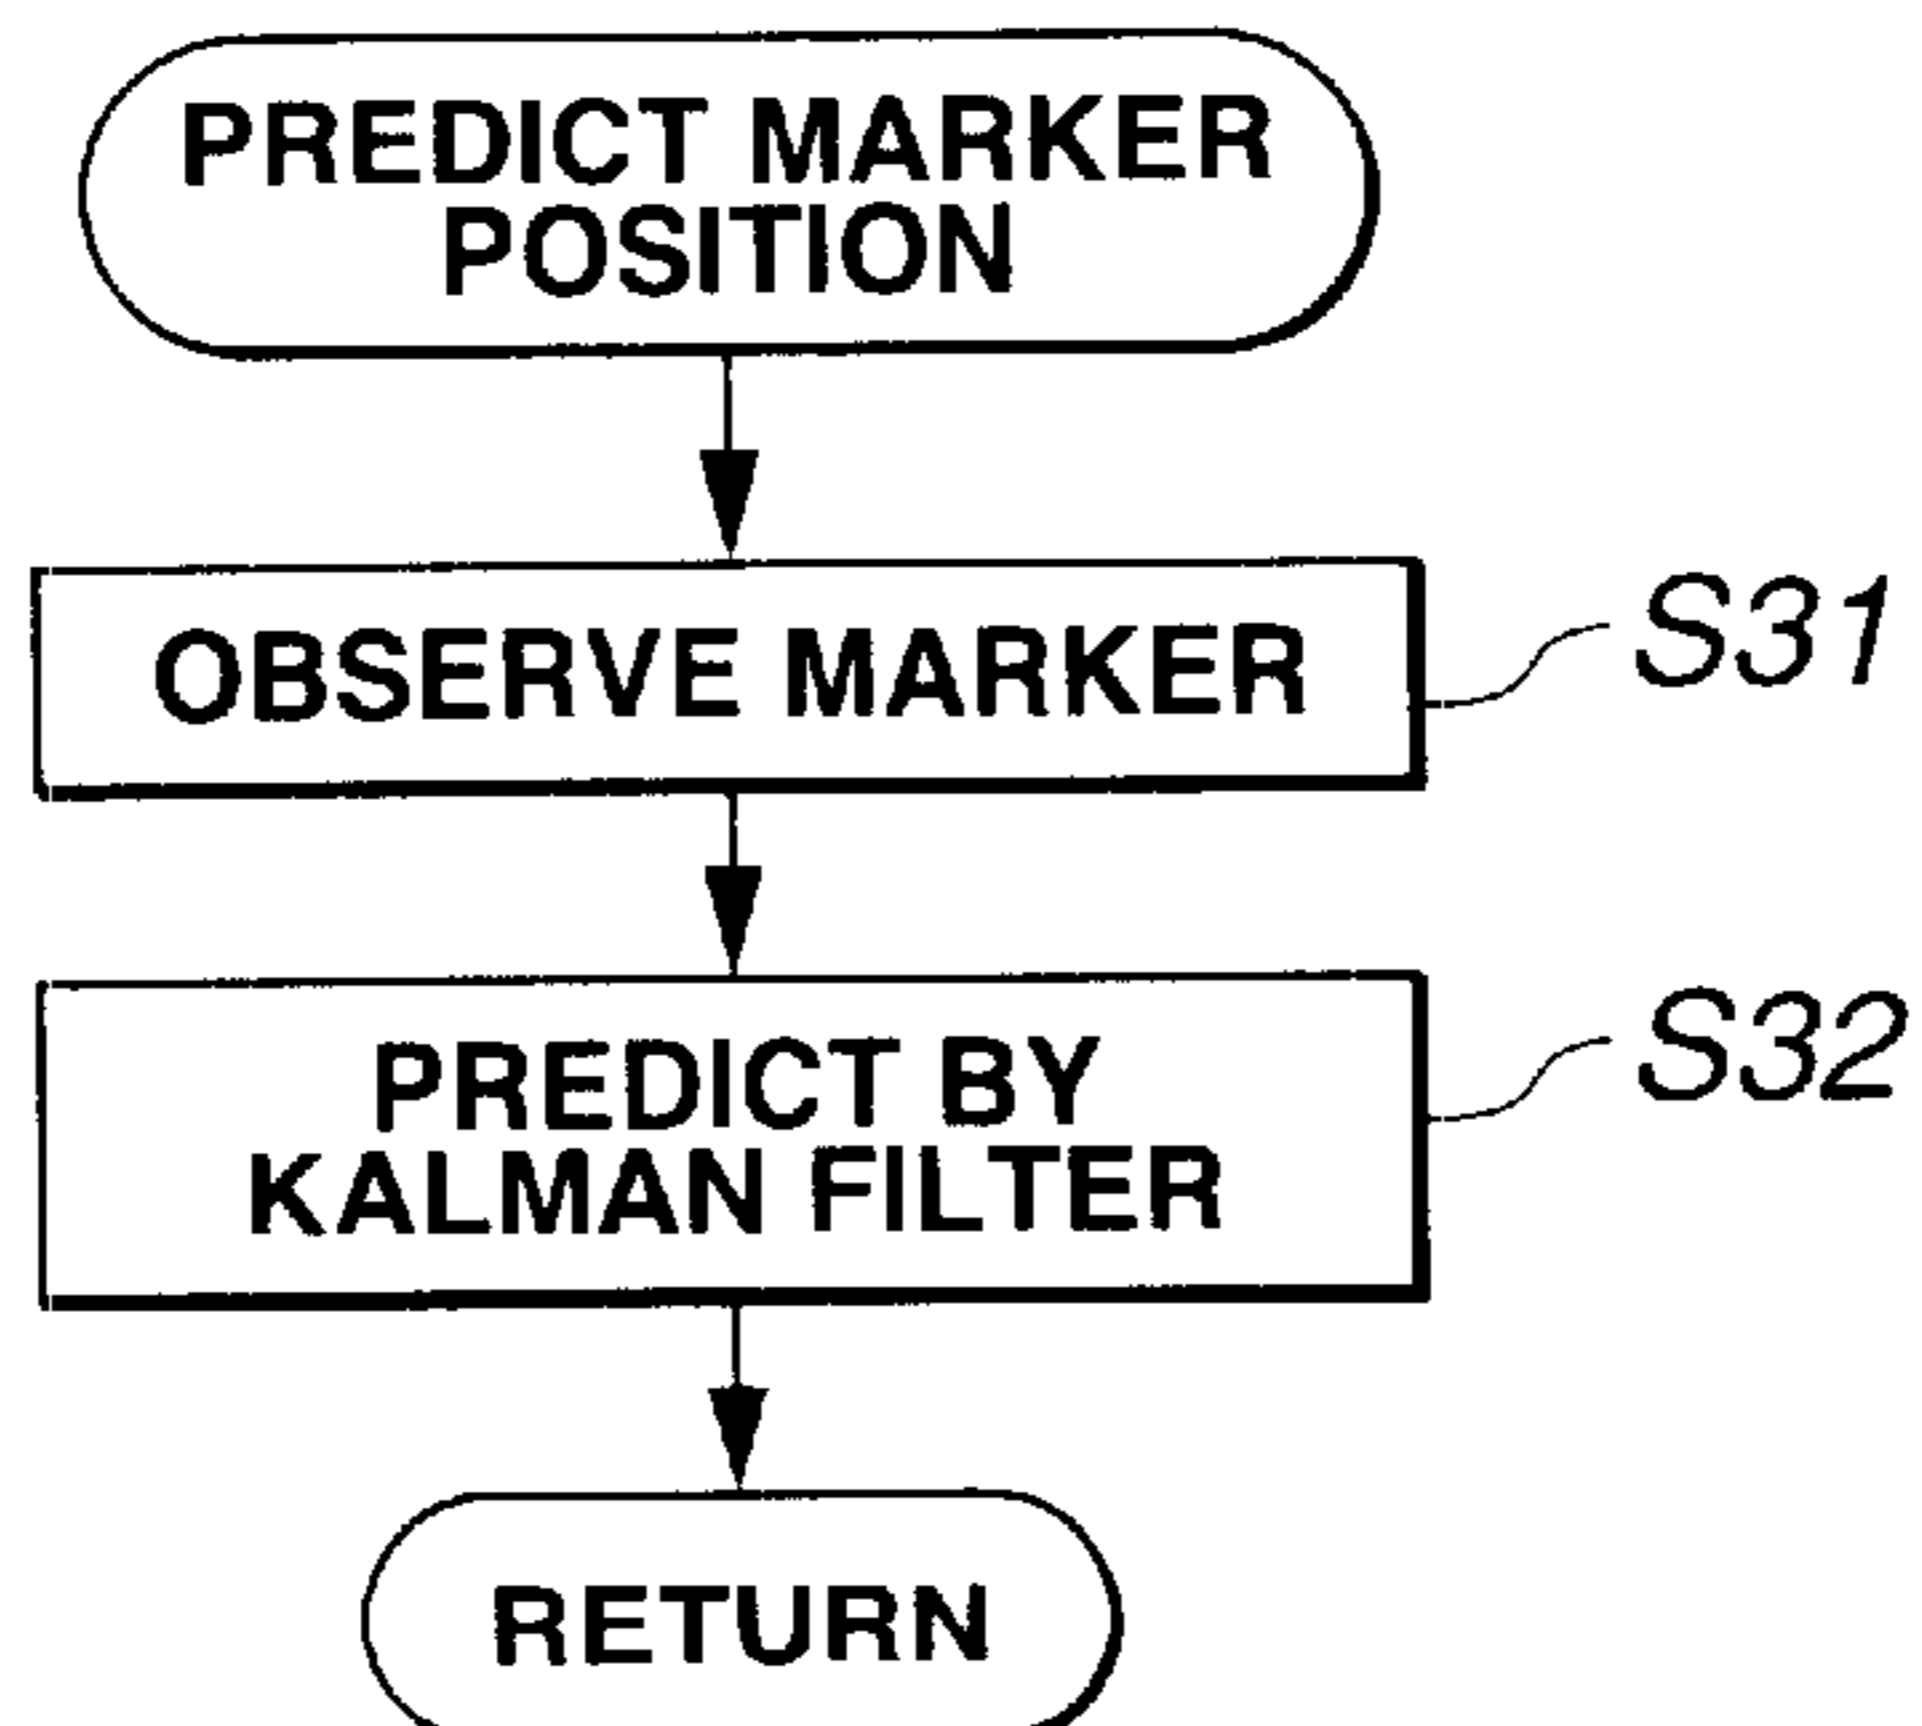 PREDICT MARKER
POSITION
OBSERVE MARKER
S31
PREDICT BY
KALMAN FILTER
S32
RETURN